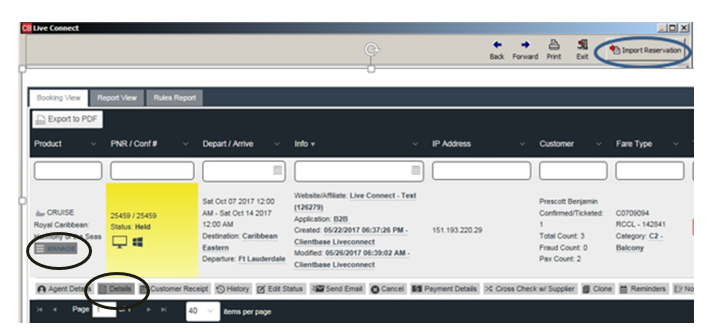 CB Live Connect
Back Forward Print Exit Import Reservation
Booking View Report View Rules Report
Export to PDF
Product PNR / Conf # Depart / Arrive Info IP Address Customer Fare Type
CRUISE
Royal Caribbean:
Harmony of the Seas
MANAGE
25459 / 25459
Status: Held
Sat Oct 07 2017 12:00
AM - Sat Oct 14 2017
12:00 AM
Destination: Caribbean
Eastern
Departure: Ft Lauderdale
Website/Affiliate: Live Connect - Test
(126279)
Application: B2B
Created: 05/22/2017 06:37:26 PM -
Clientbase Liveconnect
Modified: 05/26/2017 06:39:02 AM -
Clientbase Liveconnect
151.193.220.29
Prescott Benjamin
Confirmed/Ticketed:
1
Total Count: 3
Fraud Count: 0
Pax Count: 2
C0709094
RCCL - 142641
Category: C2 -
Balcony
Agent Details Details Customer Receipt History Edit Status Send Email Cancel Payment Details Cross Check w/ Supplier Clone Reminders No
Page 1 of 1 40 items per page